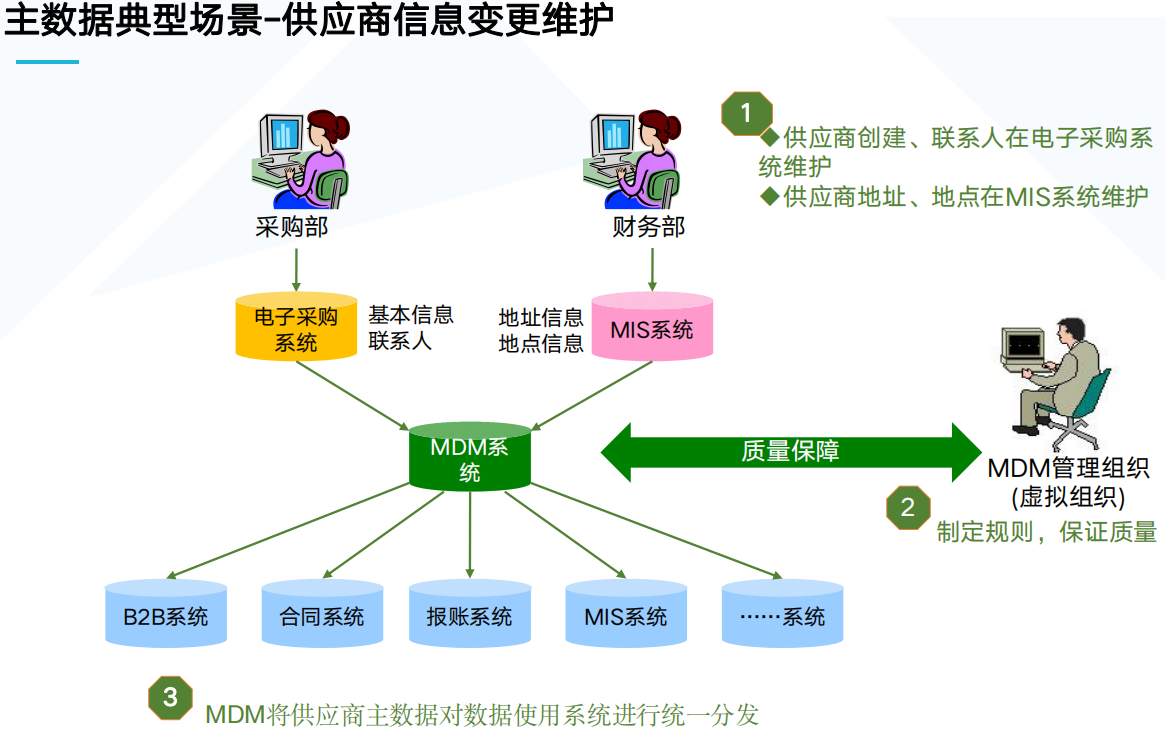 主数据典型场景-供应商信息变更维护
1
◆供应商创建、联系人在电子采购系
统维护
◆供应商地址、地点在MIS系统维护
采购部
财务部
电子采购
系统
基本信息
联系人
地址信息
地点信息
MIS系统
MDM系
统
质量保障
MDM管理组织
(虚拟组织)
2
制定规则，保证质量
B2B系统
合同系统
报账系统
MIS系统
……系统
3
MDM将供应商主数据对数据使用系统进行统一分发